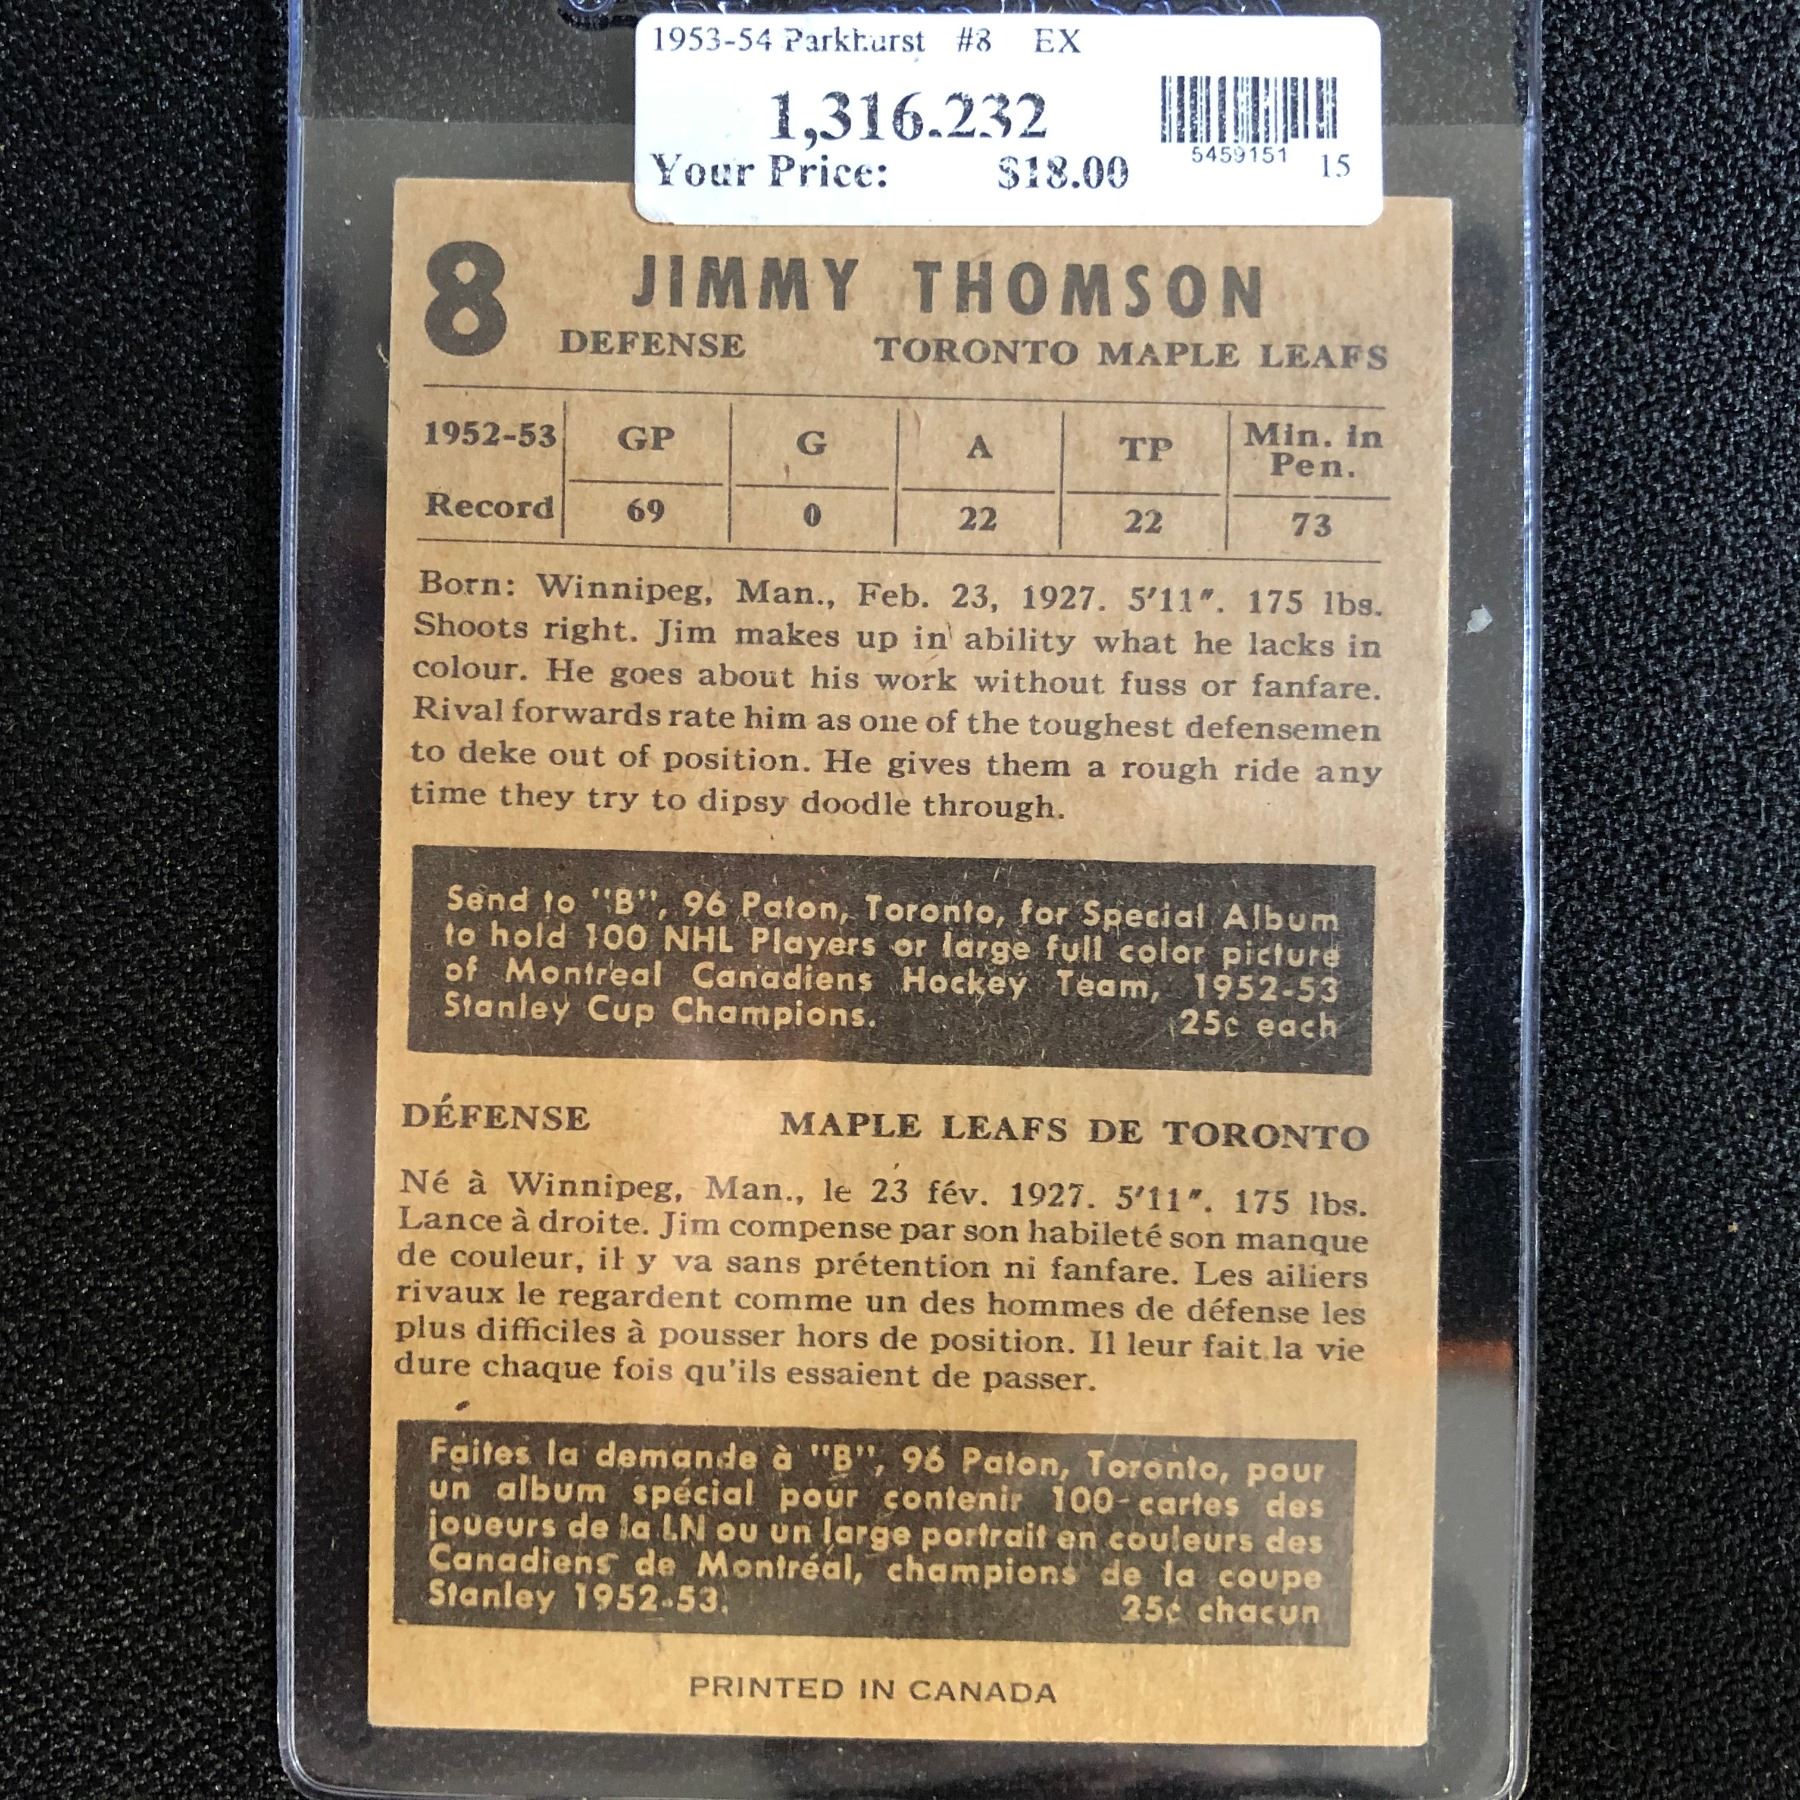 1953-54 Parkhurst #8 EX
1,316.232
Your Price: $18.00
5459151 15
8 JIMMY THOMSON
DEFENSE TORONTO MAPLE LEAFS
1952-53 GP G A TP Min. in
Pen.
Record 69 0 22 22 73
Born: Winnipeg, Man., Feb. 23, 1927. 5'11". 175 lbs.
Shoots right. Jim makes up in ability what he lacks in
colour. He goes about his work without fuss or fanfare.
Rival forwards rate him as one of the toughest defensemen
to deke out of position. He gives them a rough ride any
time they try to dipsy doodle through.
Send to "B", 96 Paton, Toronto, for Special Album
to hold 100 NHL Players or large full color picture
of Montreal Canadiens Hockey Team, 1952-53
Stanley Cup Champions. 25¢ each
DÉFENSE MAPLE LEAFS DE TORONTO
Né à Winnipeg, Man., le 23 fév. 1927. 5'11". 175 lbs.
Lance à droite. Jim compense par son habileté son manque
de couleur, il y va sans prétention ni fanfare. Les ailiers
rivaux le regardent comme un des hommes de défense les
plus difficiles à pousser hors de position. Il leur fait la vie
dure chaque fois qu'ils essaient de passer.
Faites la demande à "B", 96 Paton, Toronto, pour
un album spécial pour contenir 100 cartes des
joueurs de la LN ou un large portrait en couleurs des
Canadiens de Montréal, champions de la coupe
Stanley 1952-53. 25¢ chacun
PRINTED IN CANADA